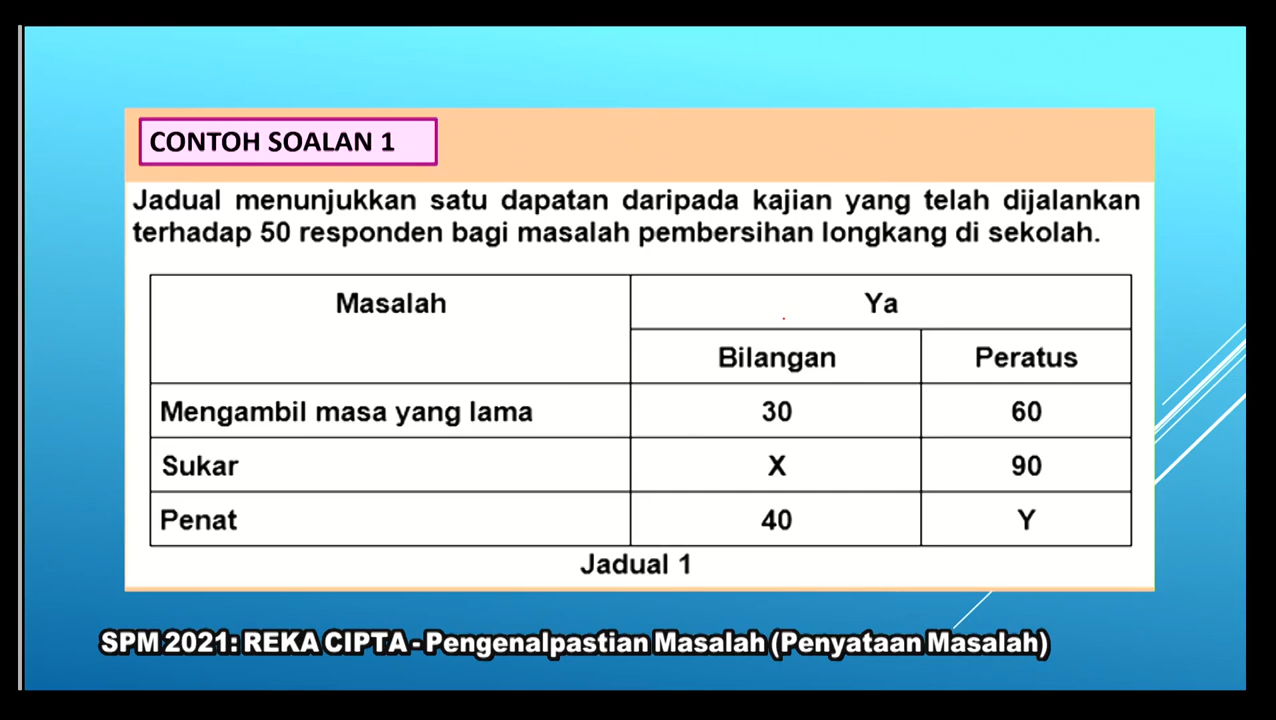 CONTOH SOALAN 1
Jadual menunjukkan satu dapatan daripada kajian yang telah dijalankan
terhadap 50 responden bagi masalah pembersihan longkang di sekolah.
Masalah Ya
Bilangan Peratus
Mengambil masa yang lama 30 60
Sukar X 90
Penat 40 Y
Jadual 1
SPM 2021: REKA CIPTA - Pengenalpastian Masalah (Penyataan Masalah)